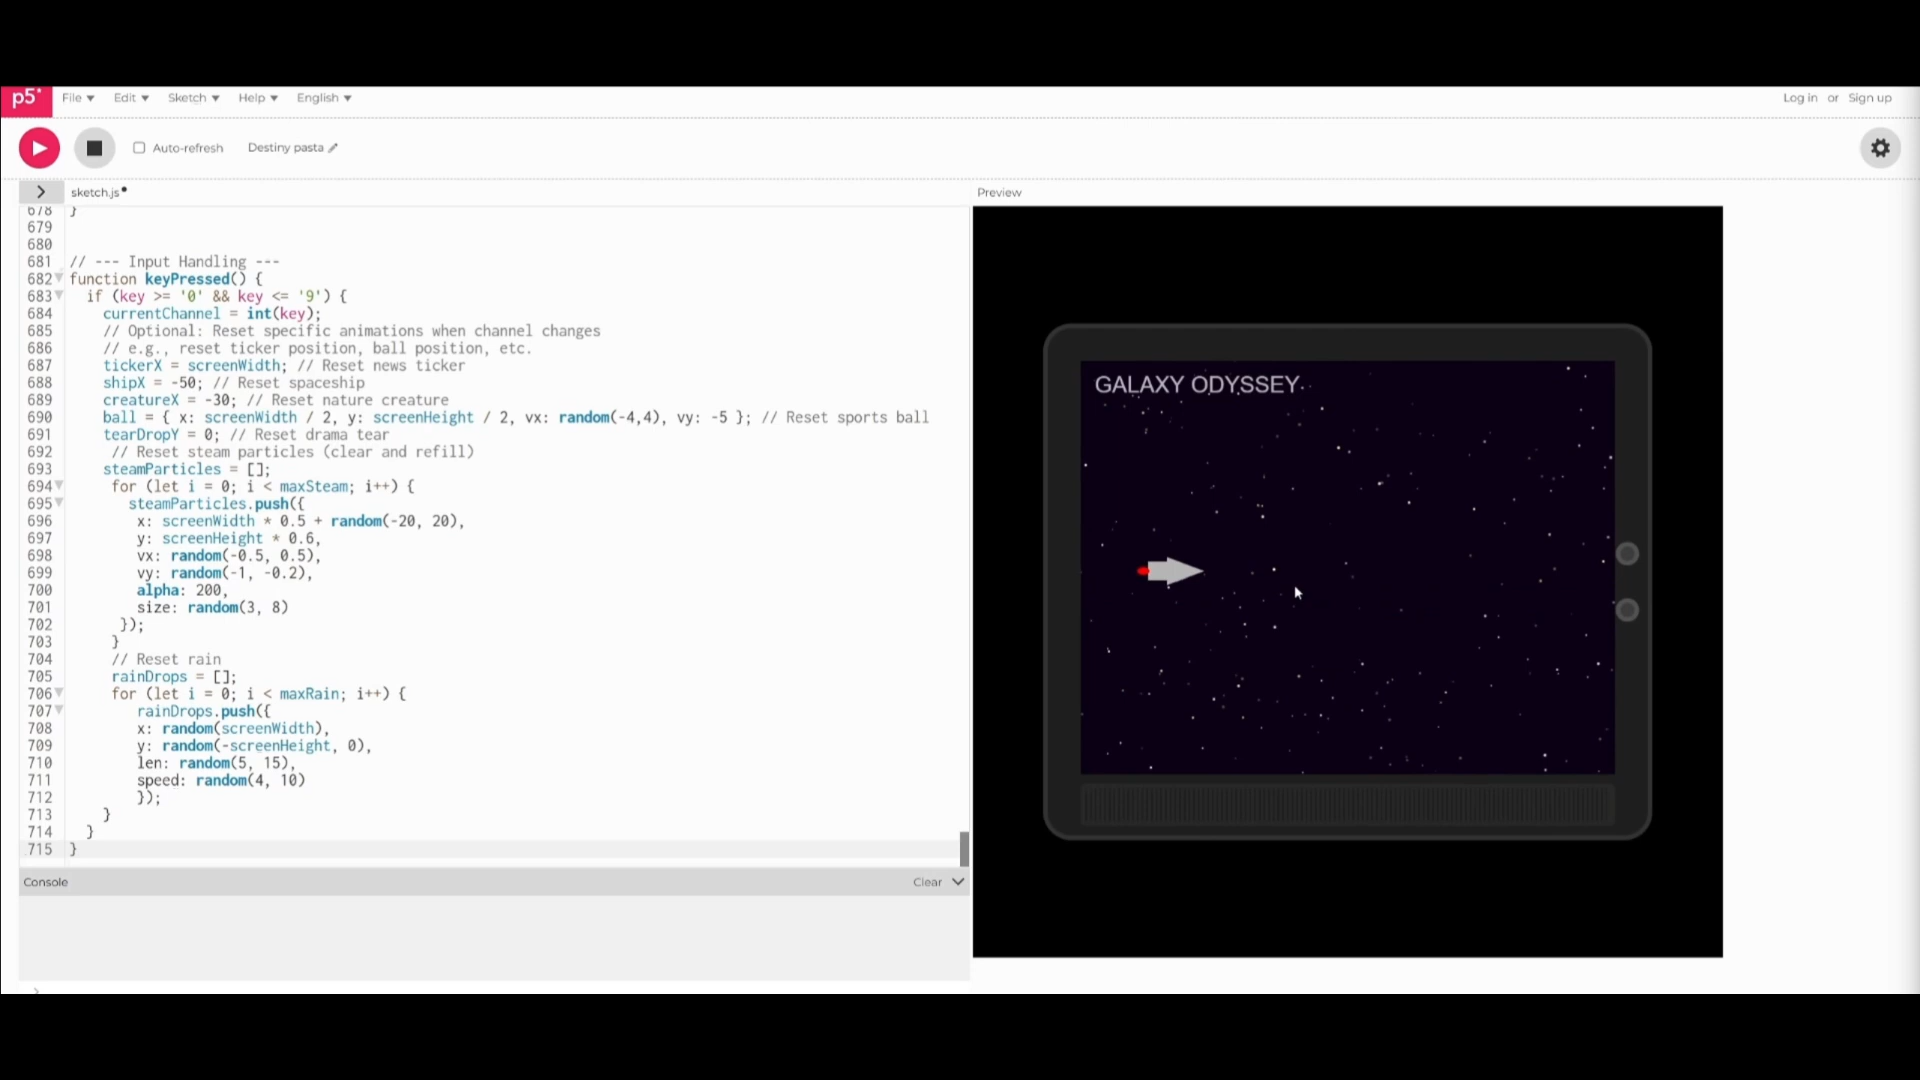 p5*
File Edit Sketch Help English
Log in or Sign up
Auto-refresh Destiny pasta
sketch.js
Preview
678 }
679
680
681 // --- Input Handling ---
682 function keyPressed() {
683 if (key >= '0' && key <= '9') {
684 currentChannel = int(key);
685 // Optional: Reset specific animations when channel changes
686 // e.g., reset ticker position, ball position, etc.
687 tickerX = screenWidth; // Reset news ticker
688 shipX = -50; // Reset spaceship
689 creatureX = -30; // Reset nature creature
690 ball = { x: screenWidth / 2, y: screenHeight / 2, vx: random(-4,4), vy: -5 }; // Reset sports ball
691 tearDropY = 0; // Reset drama tear
692 // Reset steam particles (clear and refill)
693 steamParticles = [];
694 for (let i = 0; i < maxSteam; i++) {
695 steamParticles.push({
696 x: screenWidth * 0.5 + random(-20, 20),
697 y: screenHeight * 0.6,
698 vx: random(-0.5, 0.5),
699 vy: random(-1, -0.2),
700 alpha: 200,
701 size: random(3, 8)
702 });
703 }
704 // Reset rain
705 rainDrops = [];
706 for (let i = 0; i < maxRain; i++) {
707 rainDrops.push({
708 x: random(screenWidth),
709 y: random(-screenHeight, 0),
710 len: random(5, 15),
711 speed: random(4, 10)
712 });
713 }
714 }
715 }
Console
Clear
GALAXY ODYSSEY